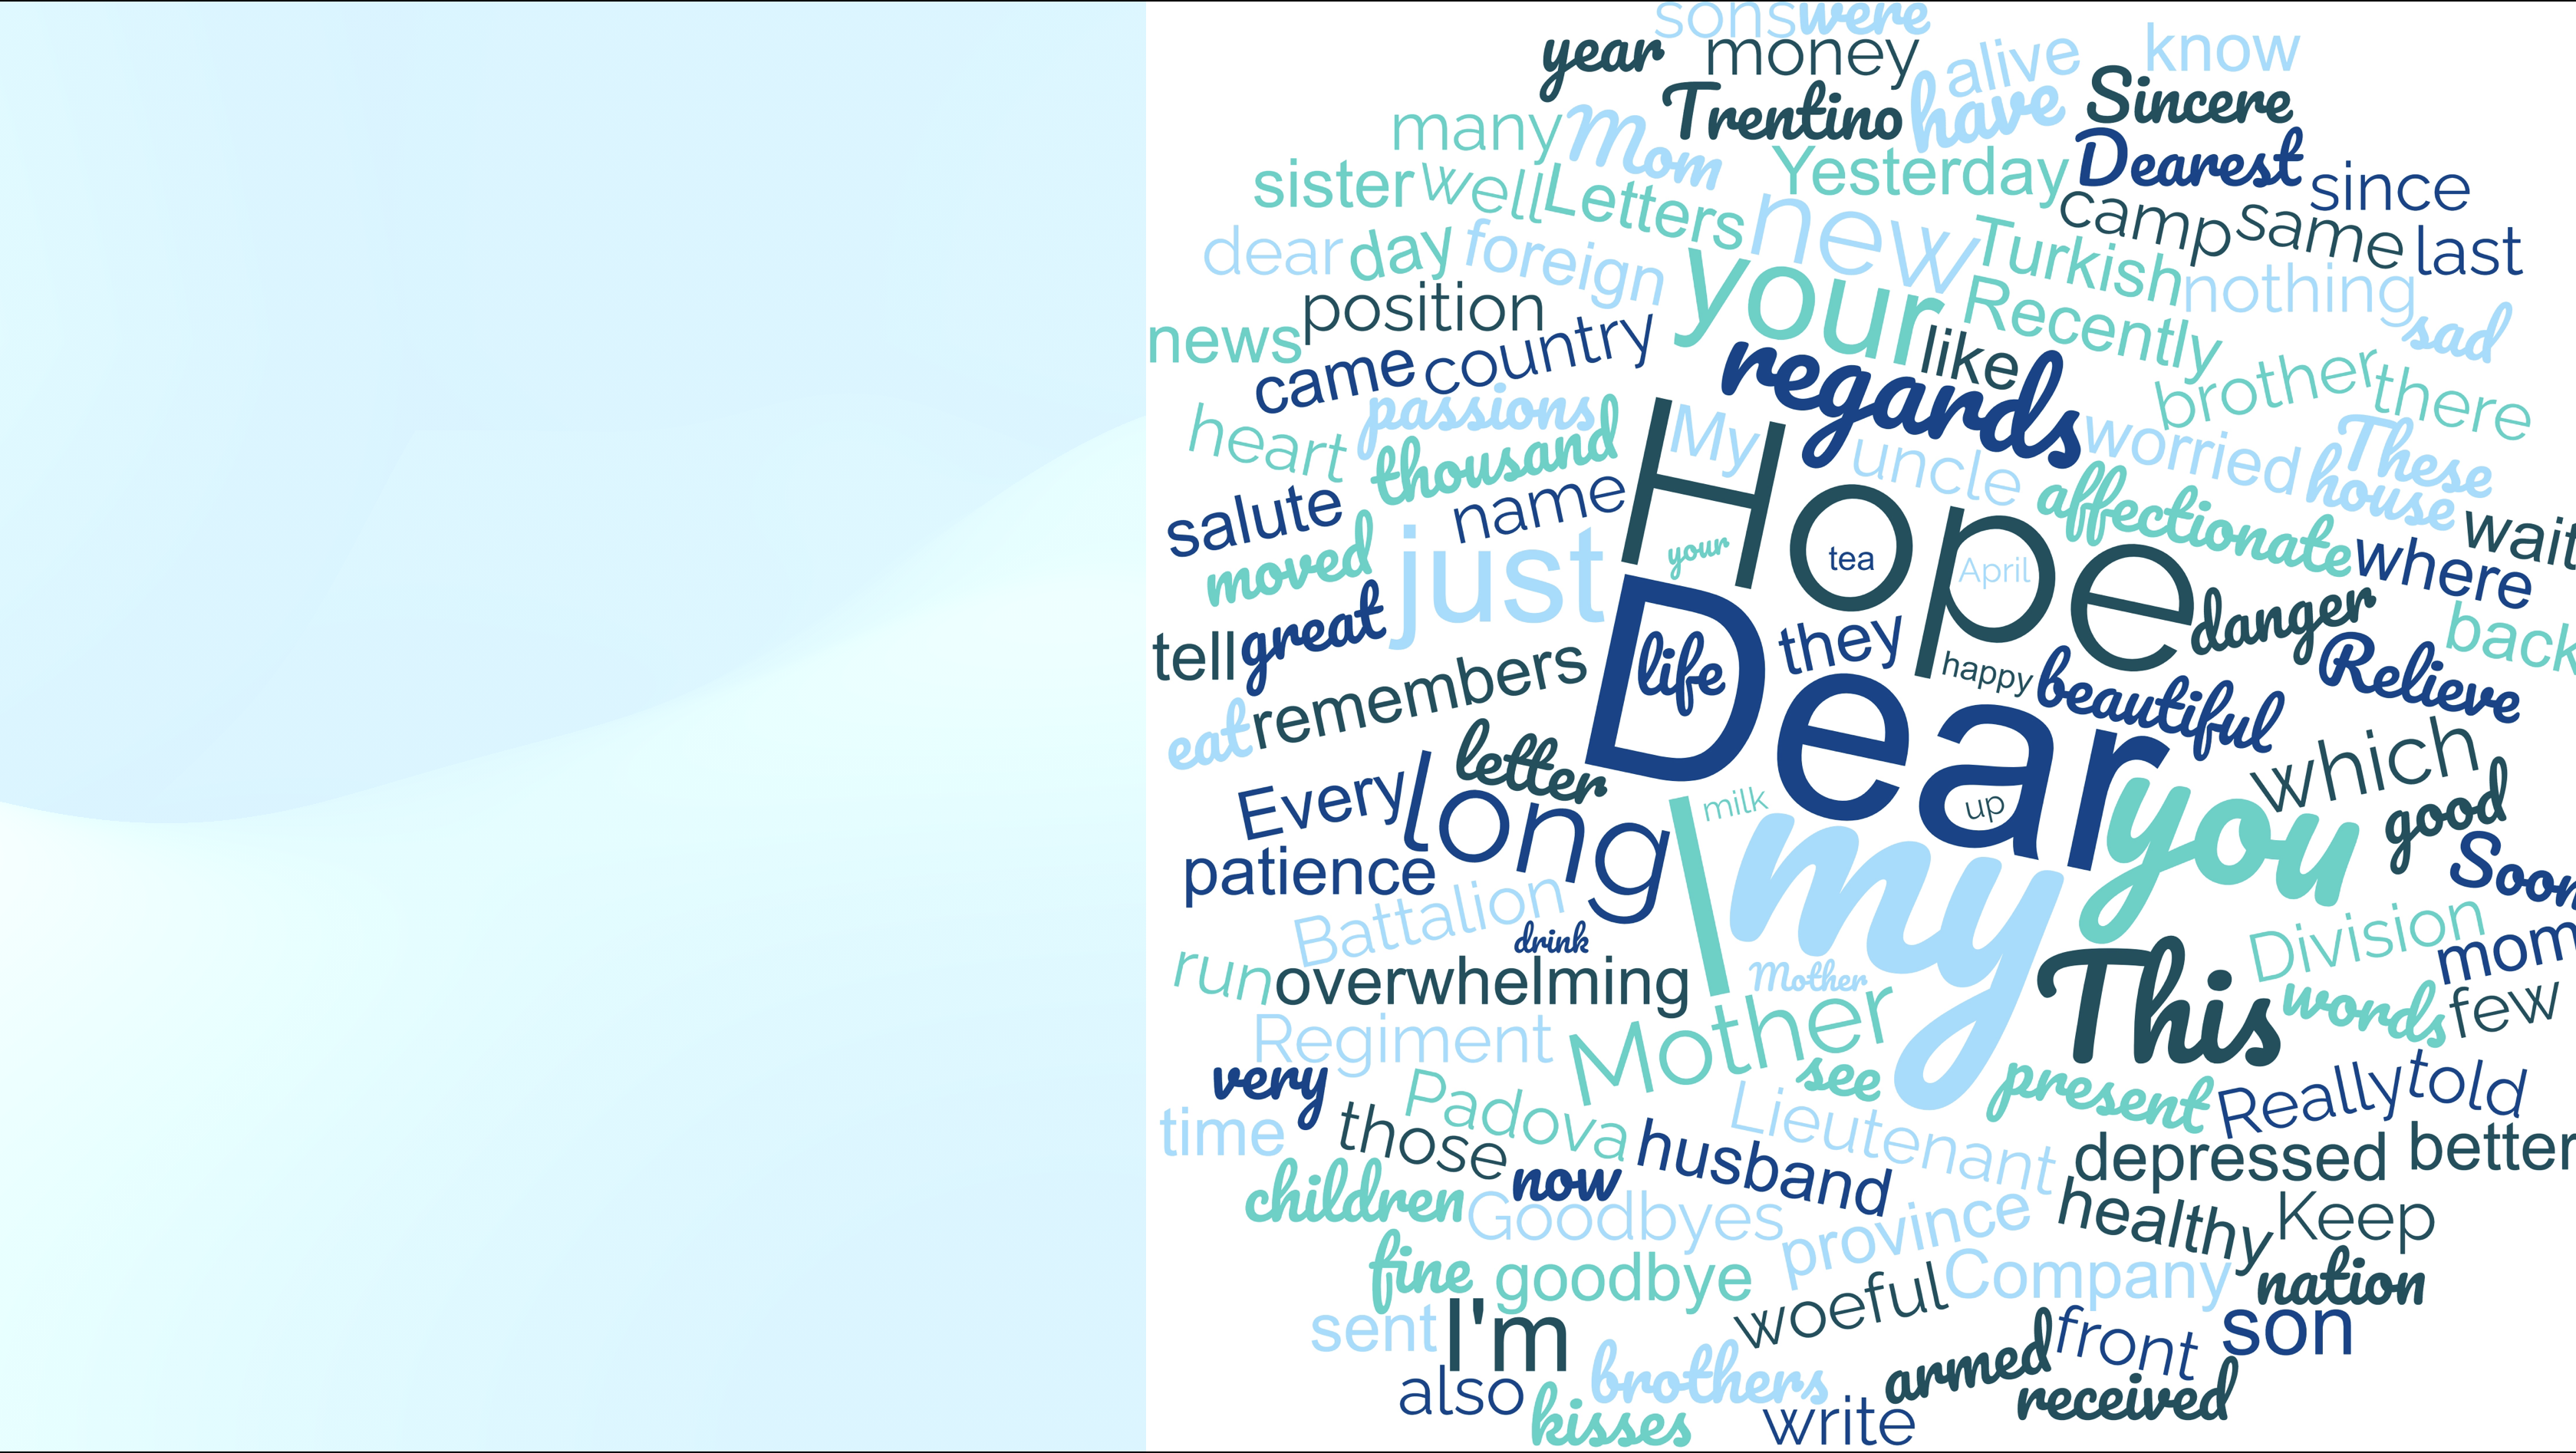 sons were
year money alive know
Trentino have Sincere
many Mom Yesterday Dearest since
sister well Letters new camp same last
dear day foreign your Turkish nothing
news position like Recently sad
came country regards brother there
heart passions My uncle worried These
thousand Hope affectionate house wait
salute name your tea April where
moved just danger back
tell great life they happy beautiful Relieve
eat remembers Dear which
letter up good
Every long milk you Soon
patience I my
Battalion drink Division mom
run overwhelming Mother This words few
Regiment Mother see present Really told
very Padova Lieutenant
time those now husband depressed better
children Goodbyes province healthy Keep
fine goodbye woeful Company nation
sent I'm front son
also brothers armed received
kisses write